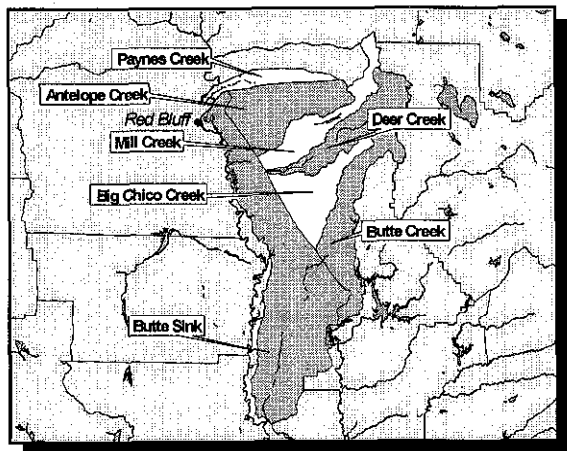 Paynes Creek
Antelope Creek
Red Bluff
Deer Creek
Mill Creek
Big Chico Creek
Butte Creek
Butte Sink